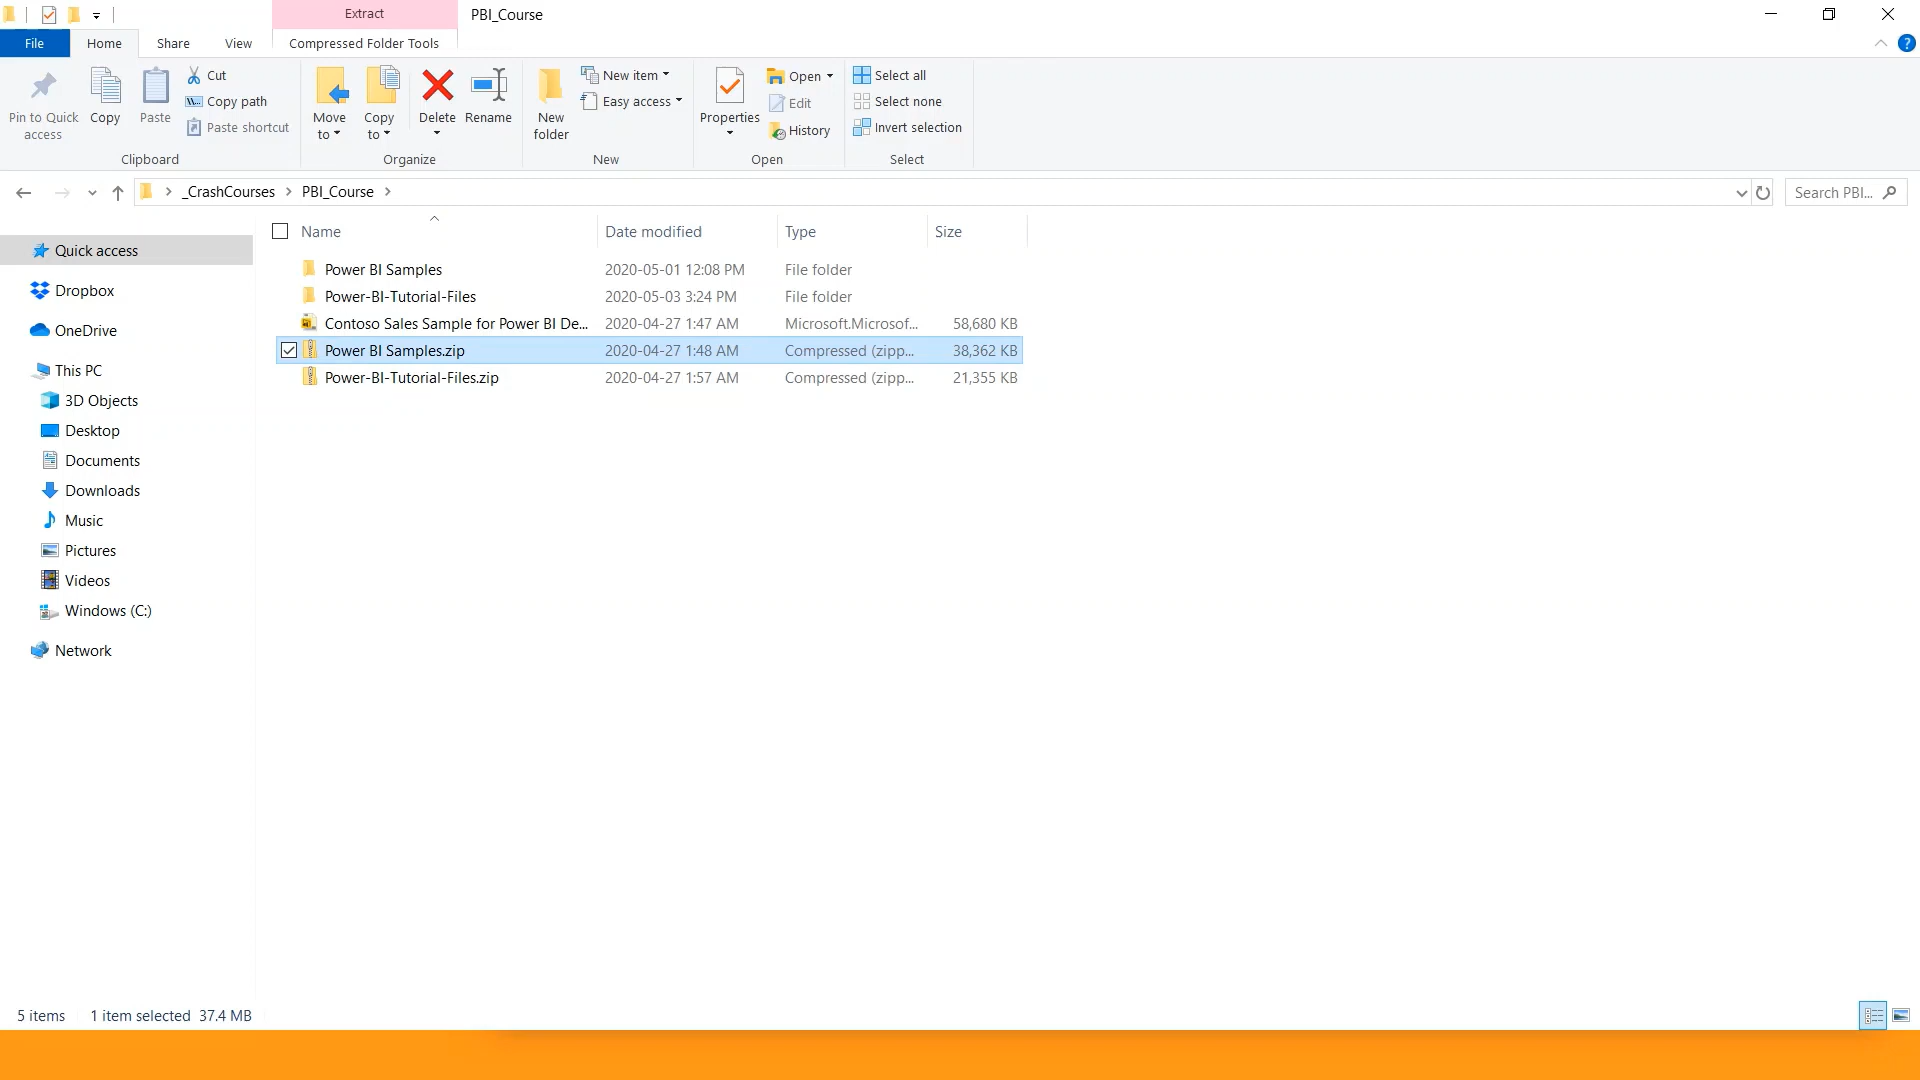 Extract
PBI_Course
File
Home
Share
View
Compressed Folder Tools
Pin to Quick
access
Copy
Paste
Cut
Copy path
Paste shortcut
Clipboard
Move
to
Copy
to
Delete
Rename
Organize
New
folder
New item
Easy access
New
Properties
Open
Edit
History
Open
Select all
Select none
Invert selection
Select
_CrashCourses
PBI_Course
Search PBI...
Name
Date modified
Type
Size
Power BI Samples 2020-05-01 12:08 PM File folder
Power-BI-Tutorial-Files 2020-05-03 3:24 PM File folder
Contoso Sales Sample for Power BI De... 2020-04-27 1:47 AM Microsoft.Microsof... 58,680 KB
Power BI Samples.zip 2020-04-27 1:48 AM Compressed (zipp... 38,362 KB
Power-BI-Tutorial-Files.zip 2020-04-27 1:57 AM Compressed (zipp... 21,355 KB
Quick access
Dropbox
OneDrive
This PC
3D Objects
Desktop
Documents
Downloads
Music
Pictures
Videos
Windows (C:)
Network
5 items 1 item selected 37.4 MB